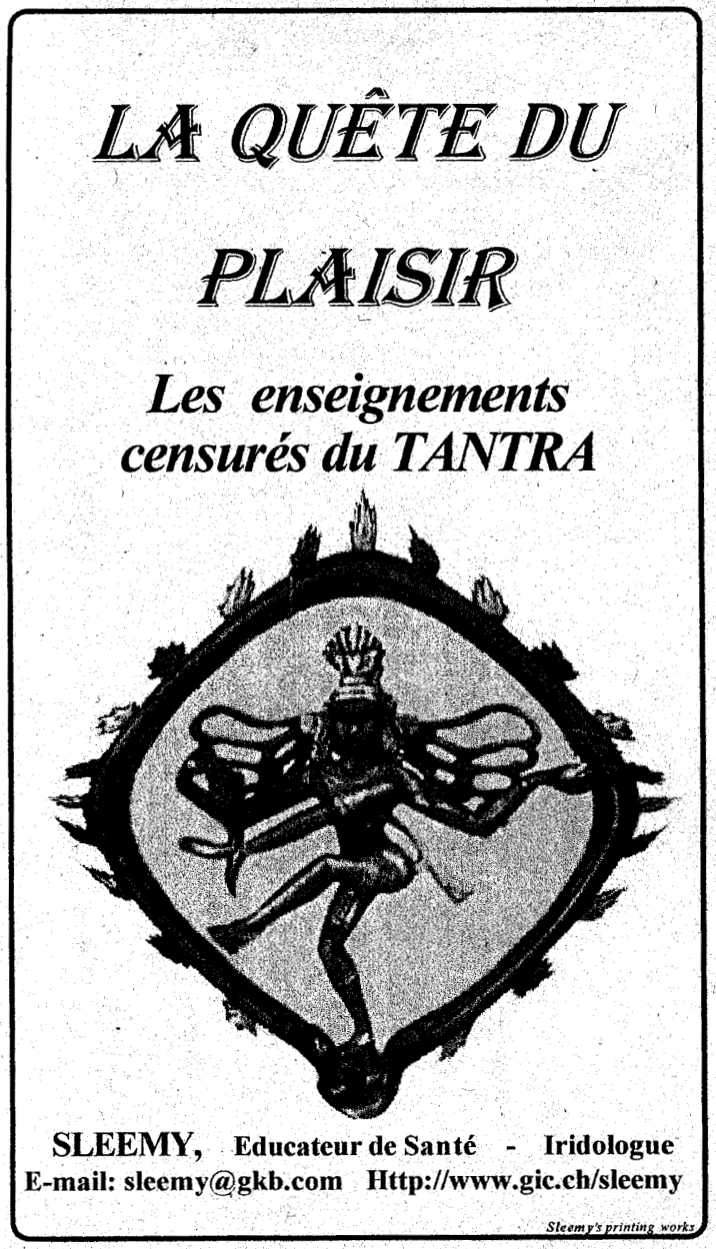 LA QUÊTE DU
PLAISIR
Les enseignements
censurés du TANTRA
SLEEMY, Educateur de Santé - Iridologue
E-mail: sleemy@gkb.com Http://www.gic.ch/sleemy
Sleemy's printing works